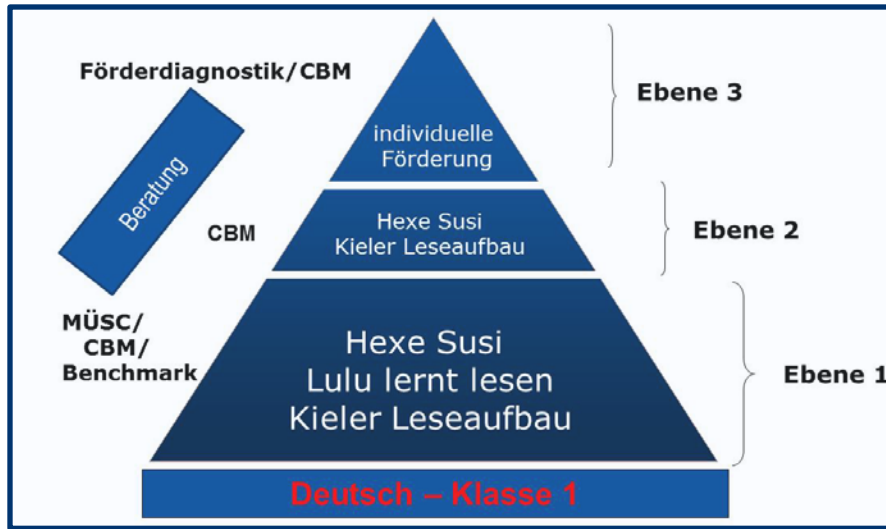 Förderdiagnostik/CBM
Ebene 3
individuelle
Förderung
Beratung
CBM
Hexe Susi
Kieler Leseaufbau
Ebene 2
MÜSC/
CBM/
Benchmark
Hexe Susi
Lulu lernt lesen
Kieler Leseaufbau
Ebene 1
Deutsch – Klasse 1